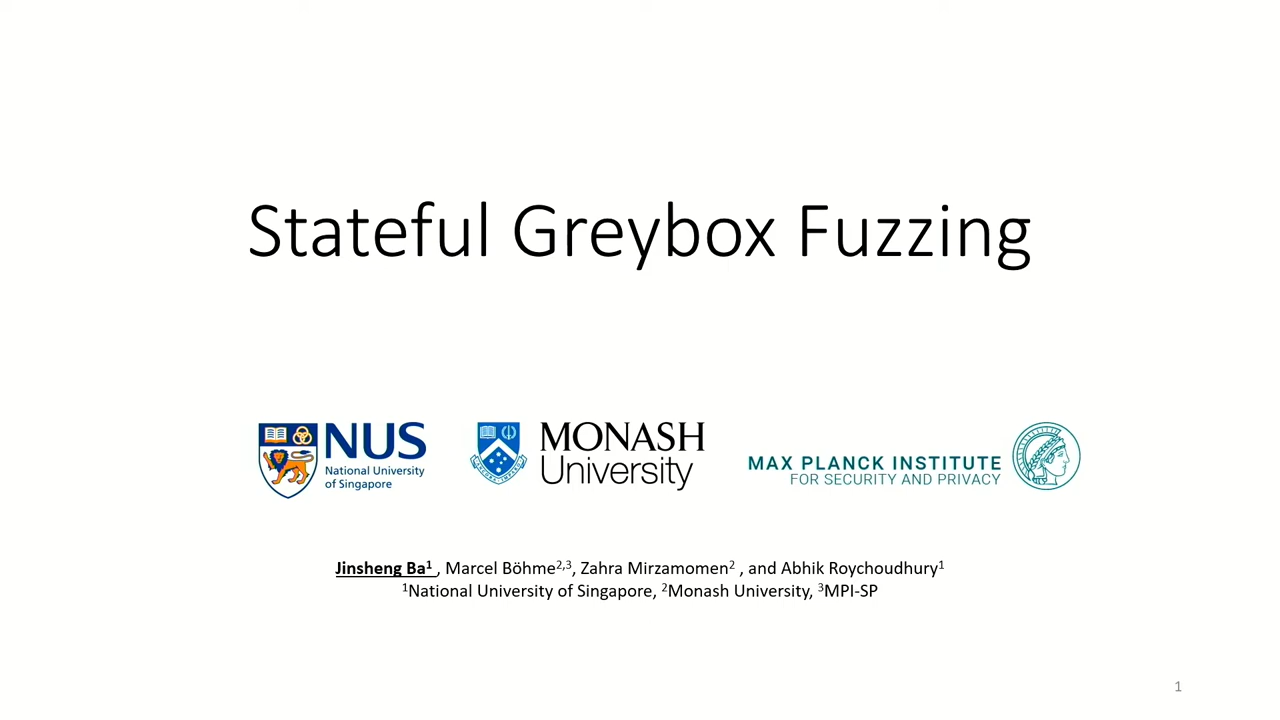 Stateful Greybox Fuzzing
NUS
National University
of Singapore
MONASH
University
MAX PLANCK INSTITUTE
FOR SECURITY AND PRIVACY
Jinsheng Ba¹ , Marcel Böhme²,³, Zahra Mirzamomen² , and Abhik Roychoudhury¹
¹National University of Singapore, ²Monash University, ³MPI-SP
1